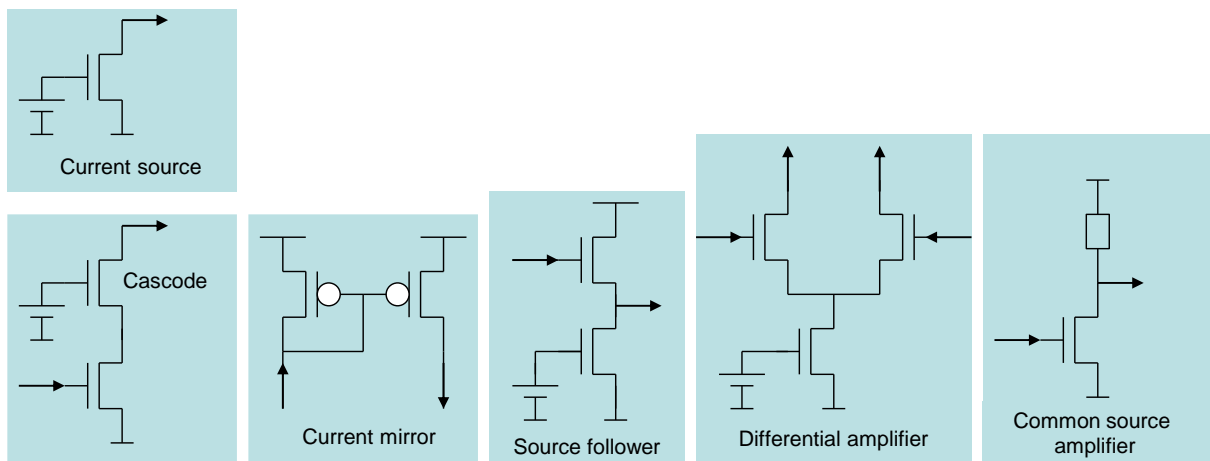 Current source
Cascode
Current mirror
Source follower
Differential amplifier
Common source
amplifier